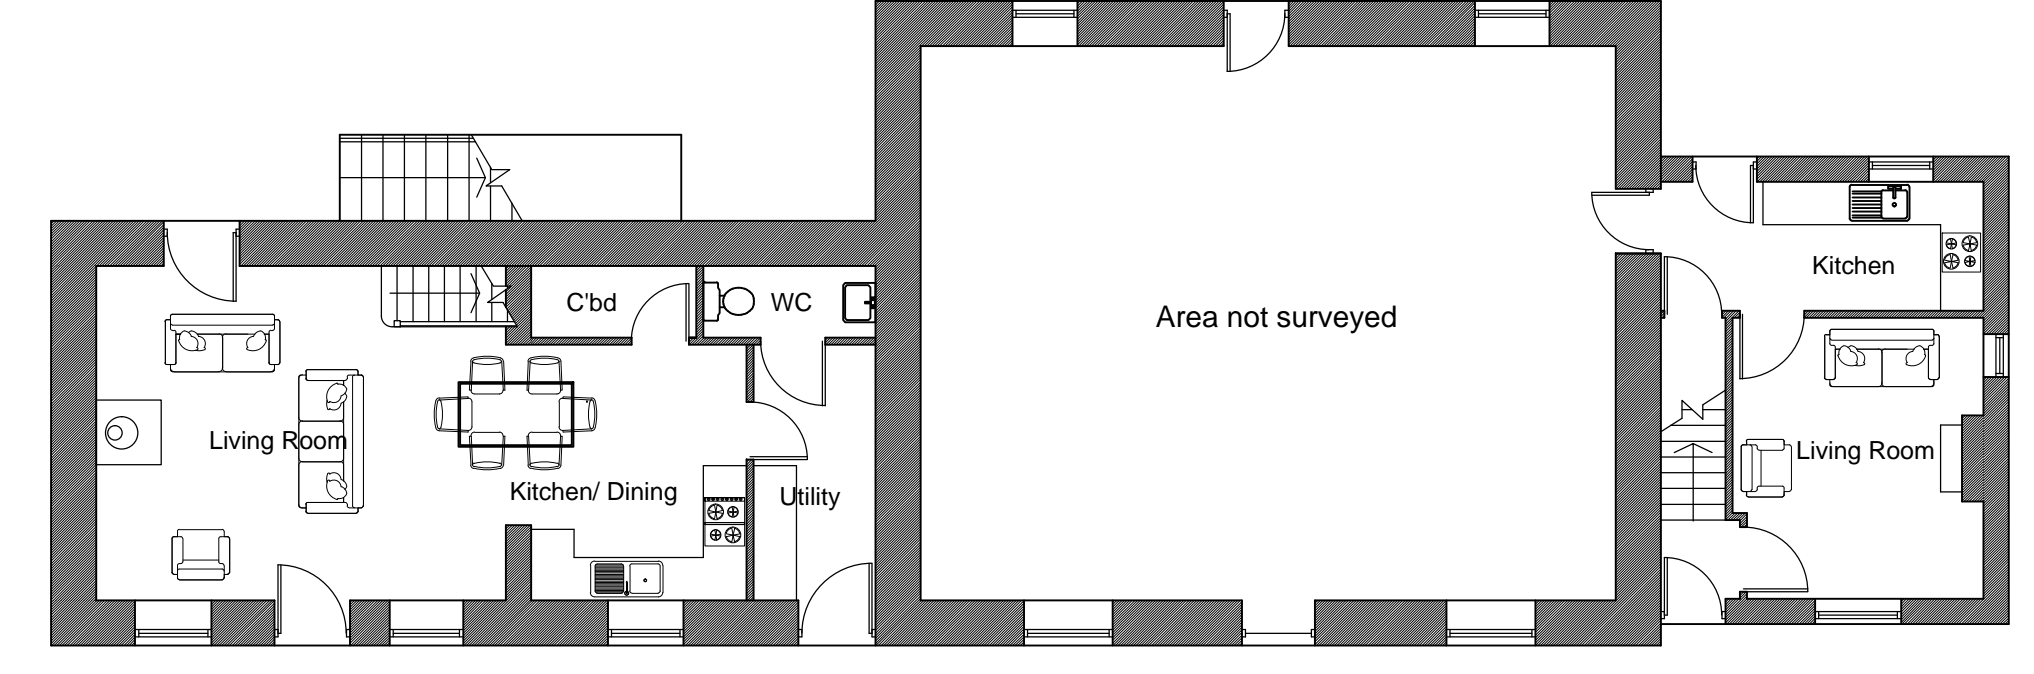 C'bd
WC
Living Room
Kitchen/ Dining
Utility
Area not surveyed
Kitchen
Living Room